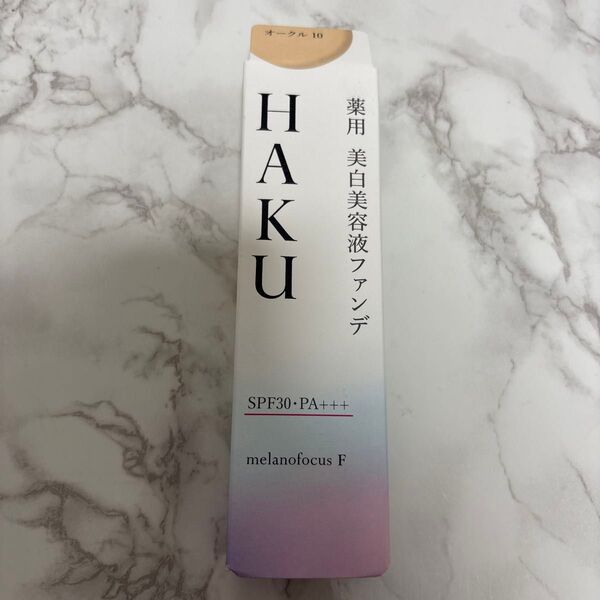 オークル 10
HAKU
薬用 美白美容液ファンデ
SPF30・PA+++
melanofocus F